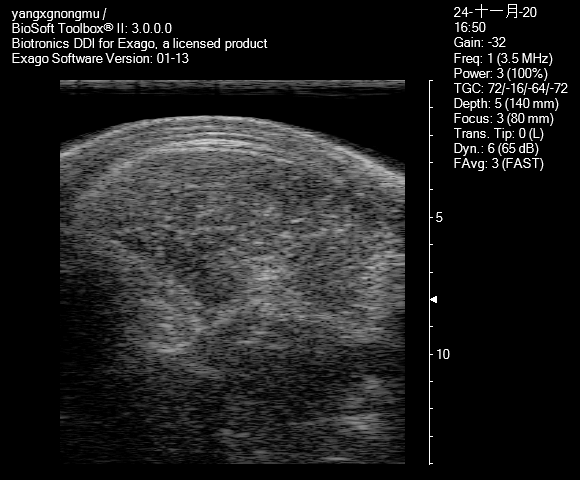 yangxgnongmu /
BioSoft Toolbox® II: 3.0.0.0
Biotronics DDI for Exago, a licensed product
Exago Software Version: 01-13
24-十一月-20
16:50
Gain: -32
Freq: 1 (3.5 MHz)
Power: 3 (100%)
TGC: 72/-16/-64/-72
Depth: 5 (140 mm)
Focus: 3 (80 mm)
Trans. Tip: 0 (L)
Dyn.: 6 (65 dB)
FAvg: 3 (FAST)
5
10